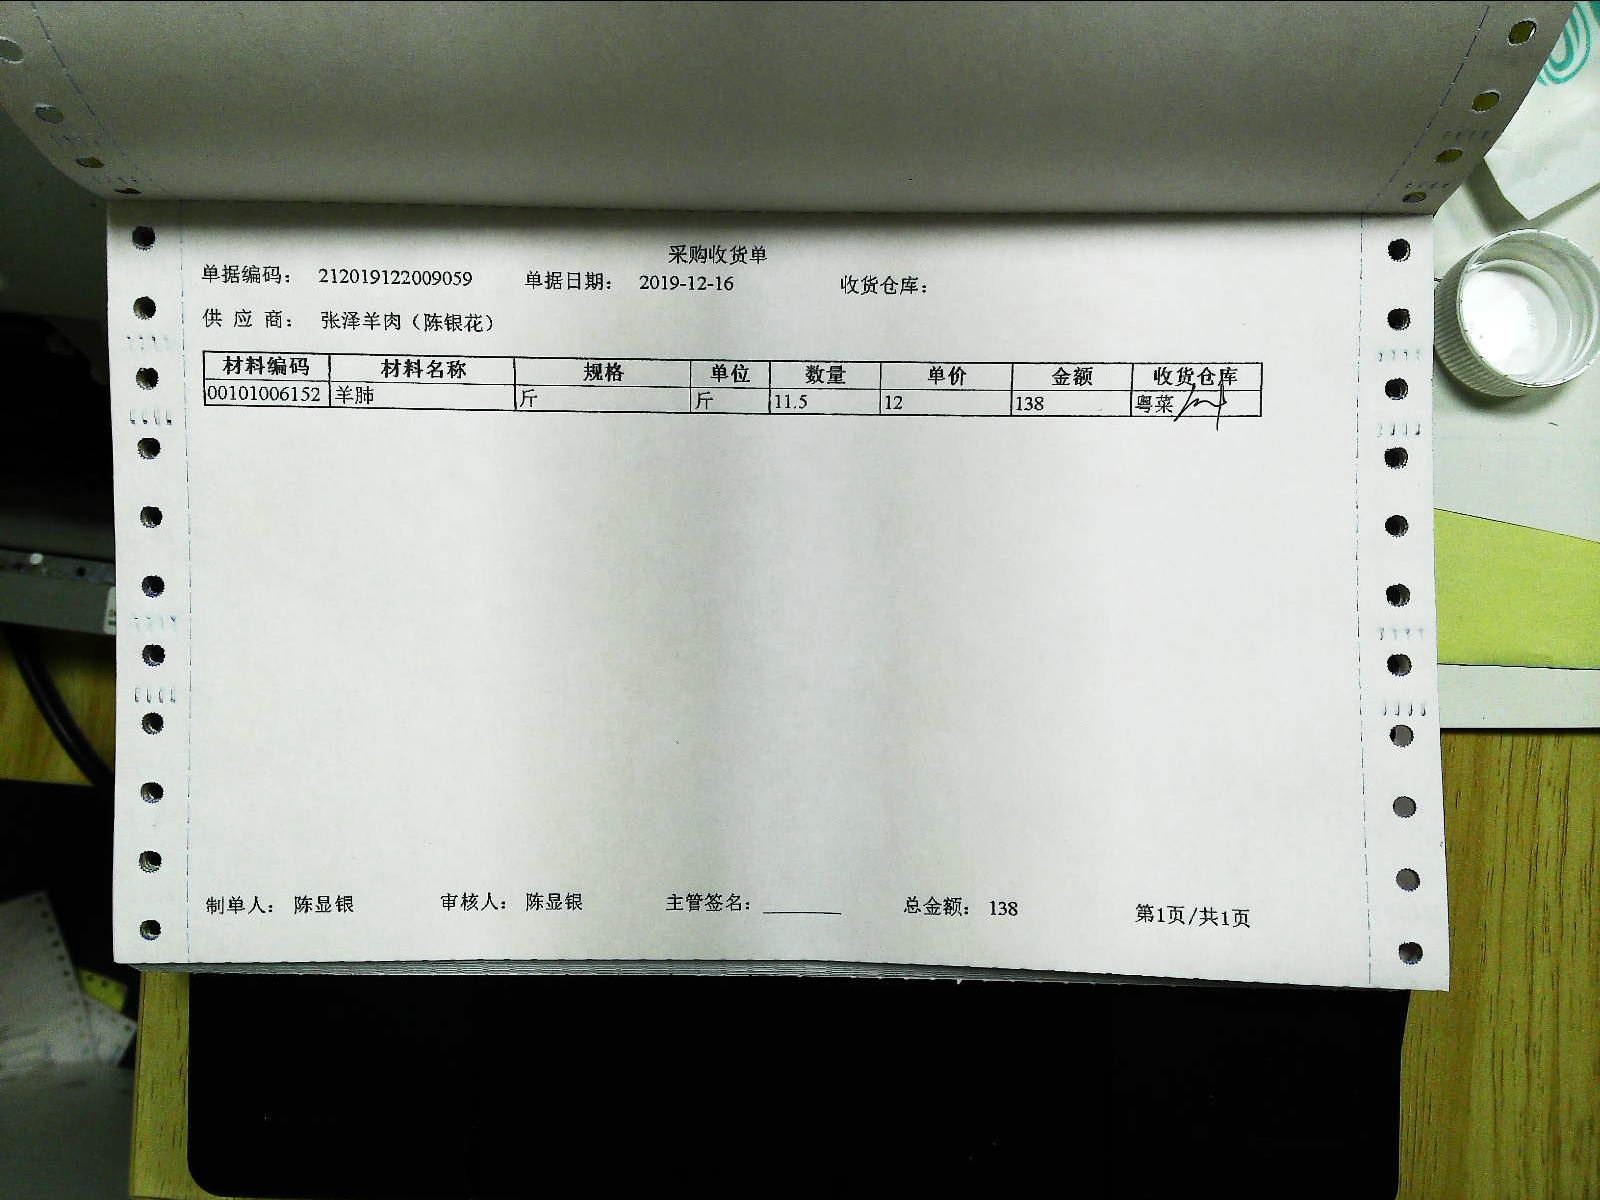 采购收货单
单据编码： 212019122009059 单据日期： 2019-12-16 收货仓库：
供 应 商： 张泽羊肉（陈银花）
材料编码 材料名称 规格 单位 数量 单价 金额 收货仓库
00101006152 羊肺 斤 斤 11.5 12 138 粤菜
制单人： 陈显银 审核人： 陈显银 主管签名：______ 总金额： 138 第1页/共1页